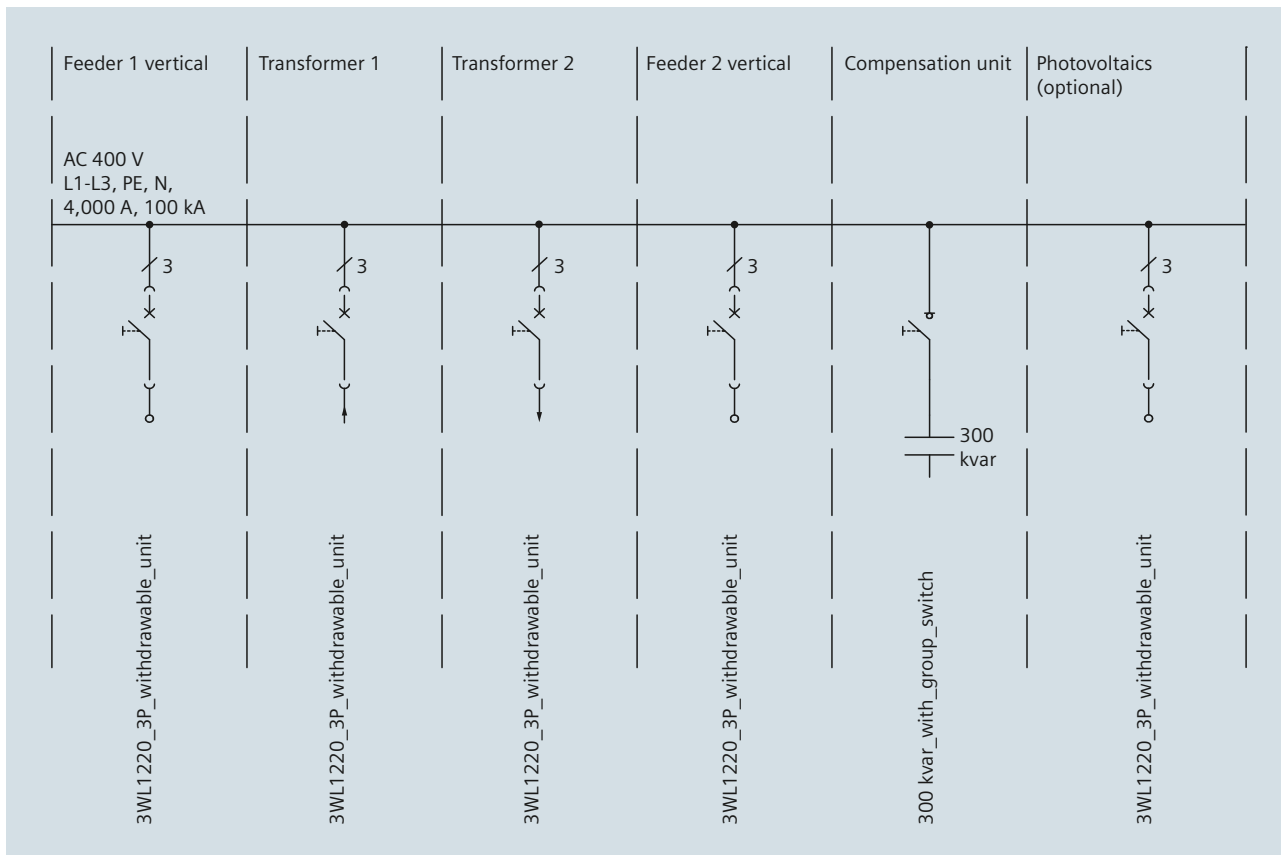 Feeder 1 vertical
Transformer 1
Transformer 2
Feeder 2 vertical
Compensation unit
Photovoltaics
(optional)
AC 400 V
L1-L3, PE, N,
4,000 A, 100 kA
3
3
3
3
3
300
kvar
3WL1220_3P_withdrawable_unit
3WL1220_3P_withdrawable_unit
3WL1220_3P_withdrawable_unit
3WL1220_3P_withdrawable_unit
300 kvar_with_group_switch
3WL1220_3P_withdrawable_unit